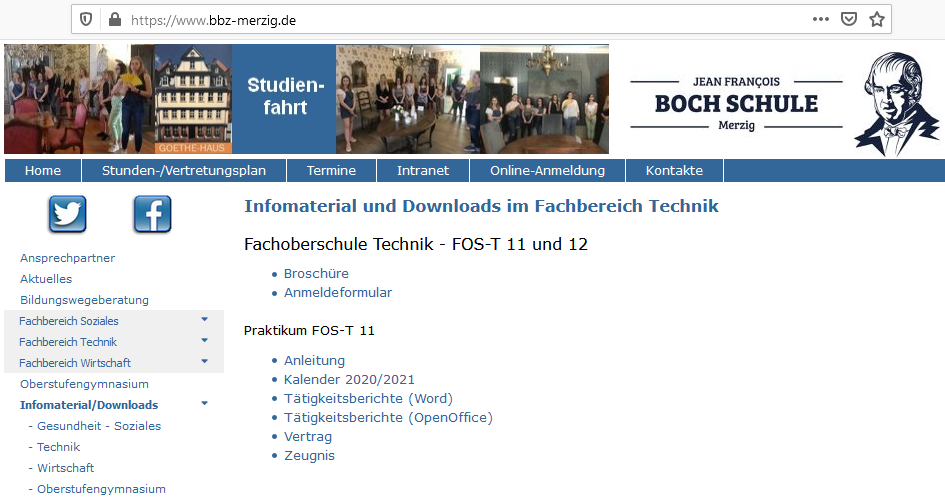 https://www.bbz-merzig.de
Studien-
fahrt
GOETHE-HAUS
JEAN FRANÇOIS
BOCH SCHULE
Merzig
Home Stunden-/Vertretungsplan Termine Intranet Online-Anmeldung Kontakte
Ansprechpartner
Aktuelles
Bildungswegeberatung
Fachbereich Soziales
Fachbereich Technik
Fachbereich Wirtschaft
Oberstufengymnasium
Infomaterial/Downloads
- Gesundheit - Soziales
- Technik
- Wirtschaft
- Oberstufengymnasium
Infomaterial und Downloads im Fachbereich Technik
Fachoberschule Technik - FOS-T 11 und 12
• Broschüre
• Anmeldeformular
Praktikum FOS-T 11
• Anleitung
• Kalender 2020/2021
• Tätigkeitsberichte (Word)
• Tätigkeitsberichte (OpenOffice)
• Vertrag
• Zeugnis